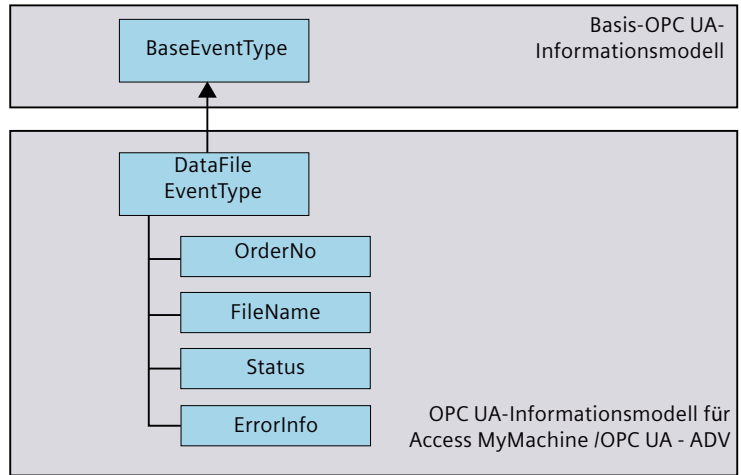 BaseEventType
Basis-OPC UA-
Informationsmodell
DataFile
EventType
OrderNo
FileName
Status
ErrorInfo
OPC UA-Informationsmodell für
Access MyMachine /OPC UA - ADV